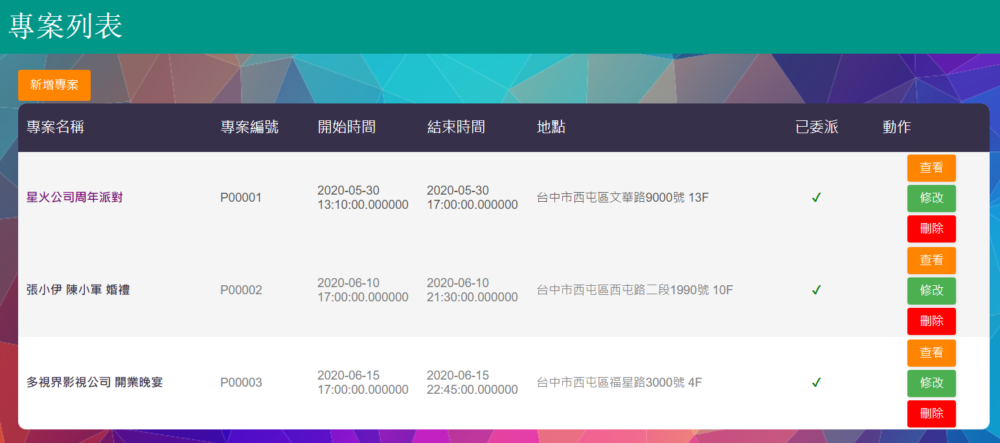 專案列表
新增專案
專案名稱 專案編號 開始時間 結束時間 地點 已委派 動作
星火公司周年派對 P00001 2020-05-30 13:10:00.000000 2020-05-30 17:00:00.000000 台中市西屯區文華路9000號 13F ✓ 查看 修改 刪除
張小伊 陳小軍 婚禮 P00002 2020-06-10 17:00:00.000000 2020-06-10 21:30:00.000000 台中市西屯區西屯路二段1990號 10F ✓ 查看 修改 刪除
多視界影視公司 開業晚宴 P00003 2020-06-15 17:00:00.000000 2020-06-15 22:45:00.000000 台中市西屯區福星路3000號 4F ✓ 查看 修改 刪除